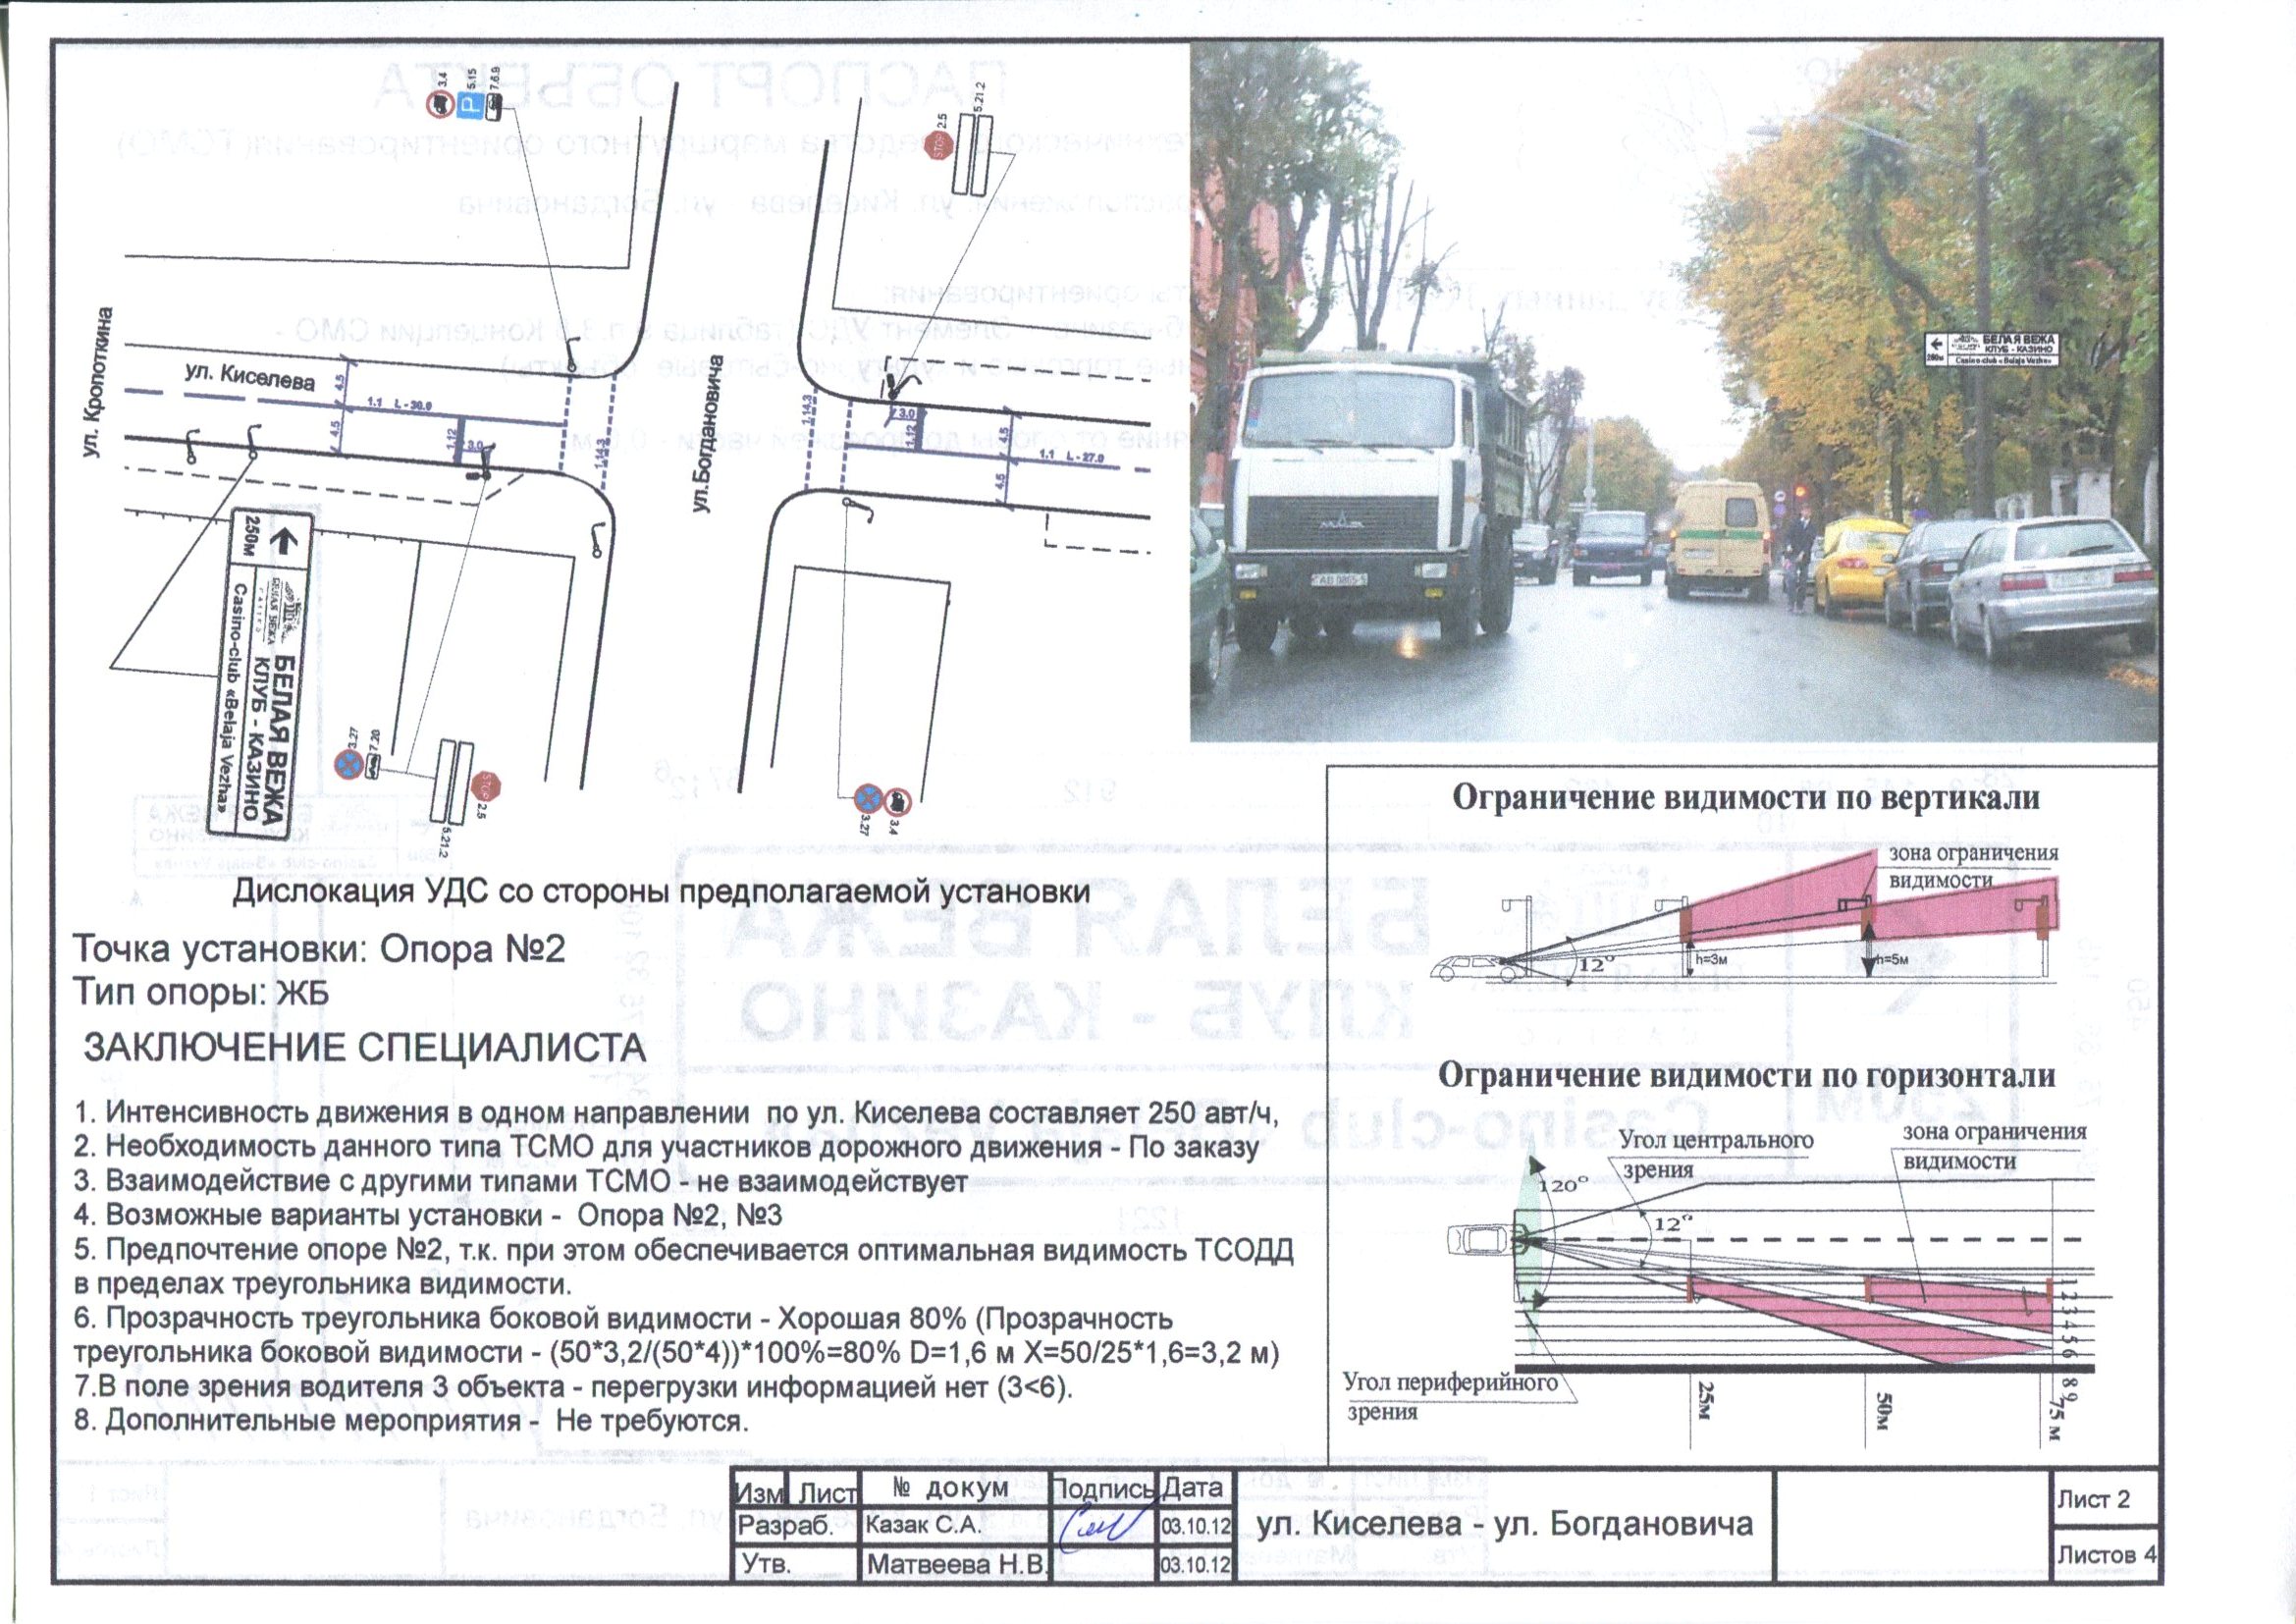 3.4
5.15
7.6.9
P
2.5
STOP
5.21.2
ул. Кропоткина
ул. Киселева
ул.Богдановича
4.5
4.5
1.1 L-30.0
1.12
3.0
1.14.3
1.14.3
3.0
1.12
4.5
4.5
1.1 L-27.0
250м
БЕЛАЯ ВЕЖА
КЛУБ - КАЗИНО
Casino-club «Belaja Vezha»
БЕЛАЯ ВЕЖА
CASINO
3.27
7.20
5.21.2
STOP
2.5
3.27
3.4
БЕЛАЯ ВЕЖА
КЛУБ - КАЗИНО
250м
Casino-club «Belaja Vezha»
Дислокация УДС со стороны предполагаемой установки
Точка установки: Опора №2
Тип опоры: ЖБ
ЗАКЛЮЧЕНИЕ СПЕЦИАЛИСТА
1. Интенсивность движения в одном направлении по ул. Киселева составляет 250 авт/ч,
2. Необходимость данного типа ТСМО для участников дорожного движения - По заказу
3. Взаимодействие с другими типами ТСМО - не взаимодействует
4. Возможные варианты установки - Опора №2, №3
5. Предпочтение опоре №2, т.к. при этом обеспечивается оптимальная видимость ТСОДД
в пределах треугольника видимости.
6. Прозрачность треугольника боковой видимости - Хорошая 80% (Прозрачность
треугольника боковой видимости - (50*3,2/(50*4))*100%=80% D=1,6 м X=50/25*1,6=3,2 м)
7.В поле зрения водителя 3 объекта - перегрузки информацией нет (3<6).
8. Дополнительные мероприятия - Не требуются.
Ограничение видимости по вертикали
зона ограничения
видимости
12°
h=3м
h=5м
Ограничение видимости по горизонтали
Угол центрального
зрения
зона ограничения
видимости
120°
12°
Угол периферийного
зрения
25м
50м
75 м
1 2 3 4 5 6 8 9
Изм Лист № докум Подпись Дата
Разраб. Казак С.А. 03.10.12
Утв. Матвеева Н.В. 03.10.12
ул. Киселева - ул. Богдановича
Лист 2
Листов 4